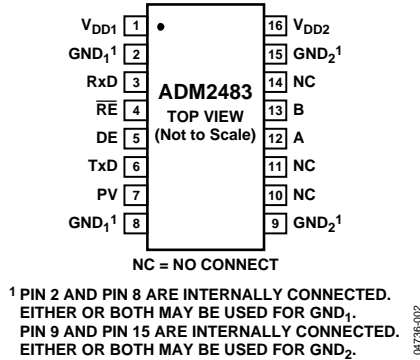 V_DD1 1 16 V_DD2
GND₁¹ 2 15 GND₂¹
RxD 3 14 NC
R̅E̅ 4 13 B
DE 5 12 A
TxD 6 11 NC
PV 7 10 NC
GND₁¹ 8 9 GND₂¹
ADM2483
TOP VIEW
(Not to Scale)
NC = NO CONNECT
¹ PIN 2 AND PIN 8 ARE INTERNALLY CONNECTED.
EITHER OR BOTH MAY BE USED FOR GND₁.
PIN 9 AND PIN 15 ARE INTERNALLY CONNECTED.
EITHER OR BOTH MAY BE USED FOR GND₂.
04736-002